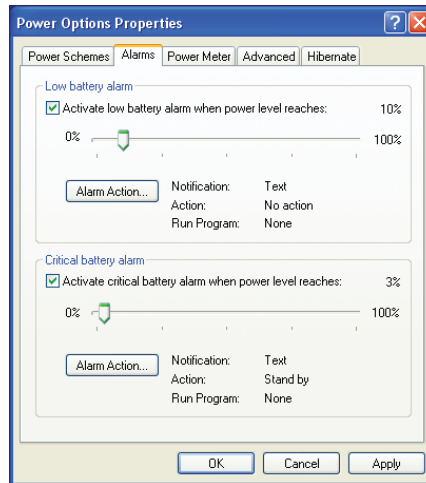 Power Options Properties
Power Schemes Alarms Power Meter Advanced Hibernate
Low battery alarm
Activate low battery alarm when power level reaches: 10%
0% 100%
Alarm Action... Notification: Text
Action: No action
Run Program: None
Critical battery alarm
Activate critical battery alarm when power level reaches: 3%
0% 100%
Alarm Action... Notification: Text
Action: Stand by
Run Program: None
OK Cancel Apply